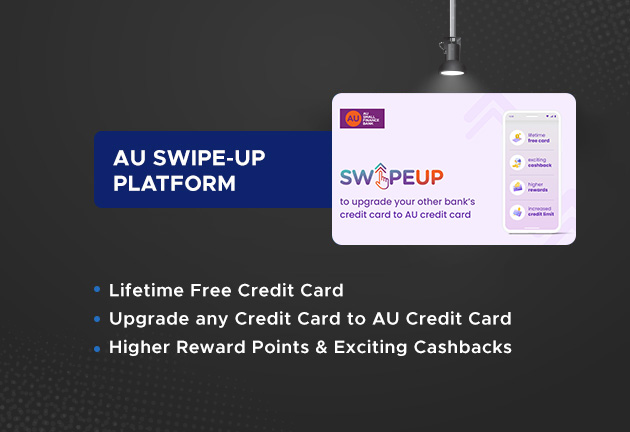 AU SWIPE-UP
PLATFORM
AU
AU
SMALL
FINANCE
BANK
SWIPEUP
to upgrade your other bank's
credit card to AU credit card
lifetime
free card
exciting
cashback
higher
rewards
increased
credit limit
Lifetime Free Credit Card
Upgrade any Credit Card to AU Credit Card
Higher Reward Points & Exciting Cashbacks